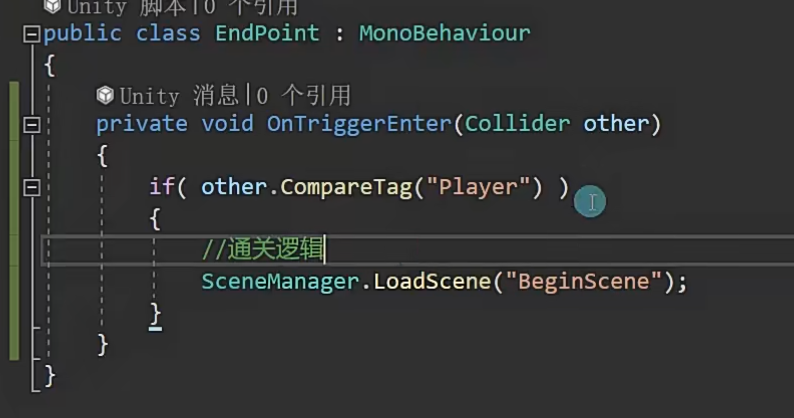 Unity 脚本|0 个引用
public class EndPoint : MonoBehaviour
{
Unity 消息|0 个引用
private void OnTriggerEnter(Collider other)
{
if( other.CompareTag("Player") )
{
//通关逻辑
SceneManager.LoadScene("BeginScene");
}
}
}